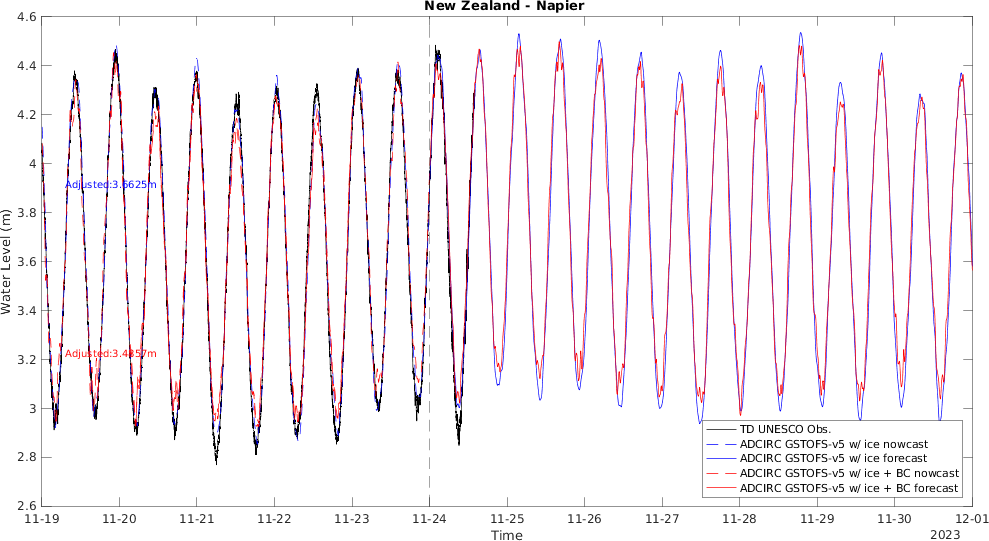 New Zealand - Napier
4.6
4.4
4.2
4
3.8
3.6
3.4
3.2
3
2.8
2.6
Water Level (m)
Adjusted:3.6625m
Adjusted:3.4357m
TD UNESCO Obs.
ADCIRC GSTOFS-v5 w/ ice nowcast
ADCIRC GSTOFS-v5 w/ ice forecast
ADCIRC GSTOFS-v5 w/ ice + BC nowcast
ADCIRC GSTOFS-v5 w/ ice + BC forecast
11-19 11-20 11-21 11-22 11-23 11-24 11-25 11-26 11-27 11-28 11-29 11-30 12-01
Time
2023